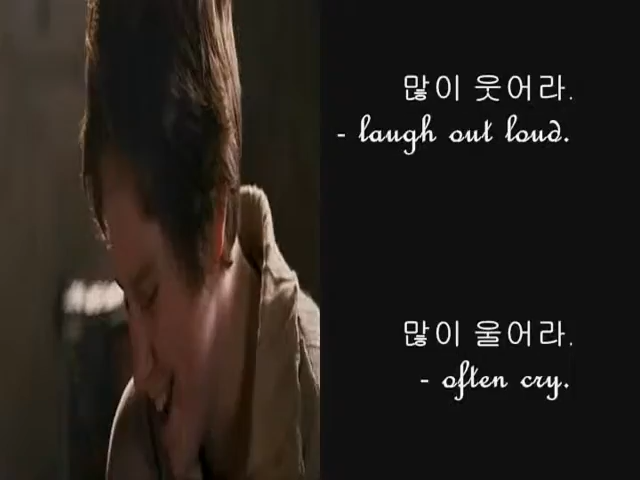 많이 웃어라.
- laugh out loud.
많이 울어라.
- often cry.